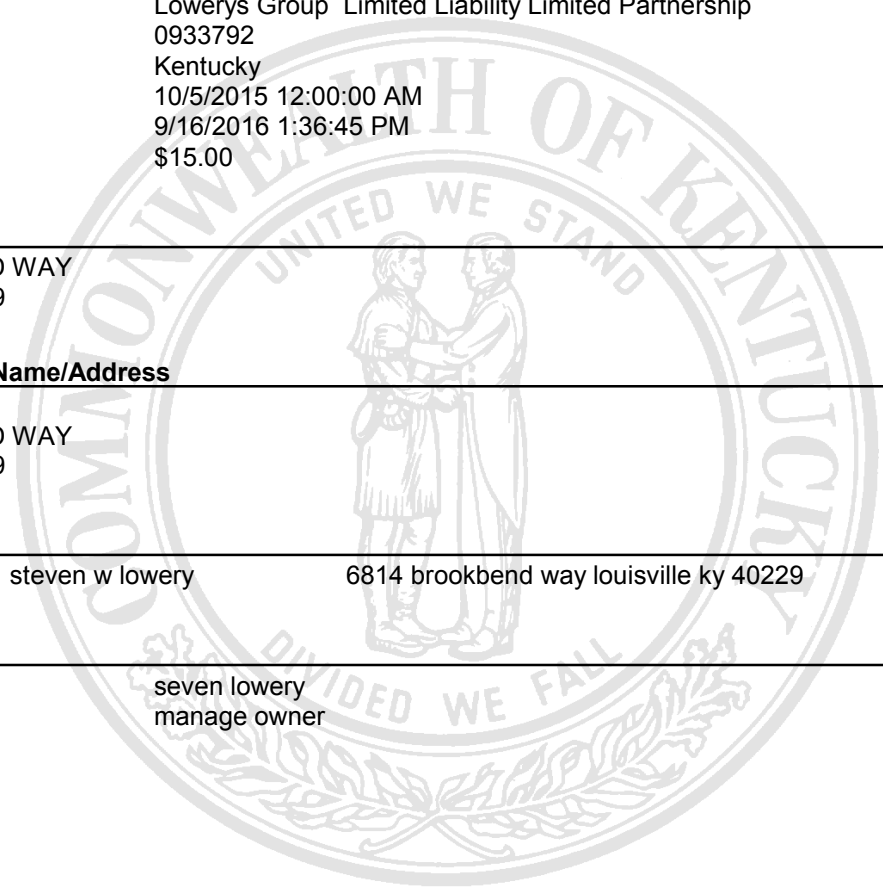 Lowerys Group  Limited Liability Limited Partnership
0933792
Kentucky
10/5/2015 12:00:00 AM
9/16/2016 1:36:45 PM
$15.00
COMMONWEALTH OF KENTUCKY
UNITED WE STAND
WAY
9
Name/Address
WAY
9
steven w lowery 6814 brookbend way louisville ky 40229
DIVIDED WE FALL
seven lowery
manage owner